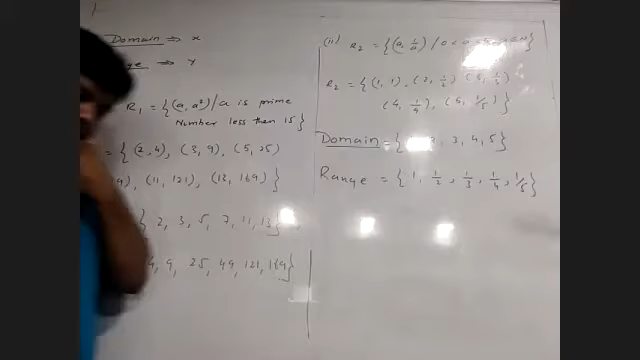 Domain ⇒ x
ge ⇒ Y
R₁ = {(a, a²)/a is prime
Number less then 15}
= {(2, 4), (3, 9), (5, 25)
9), (11, 121), (13, 169)}
{ 2, 3, 5, 7, 11, 13}
4, 9, 25, 49, 121, 169}
(ii) R₂ = {(a, 1/a) / 0 < a
R₂ = {(1, 1), (2, 1/2) (3, 1/3)
(4, 1/4), (5, 1/5)}
Domain = { 2, 3, 4, 5}
Range = {1, 1/2, 1/3, 1/4, 1/5}